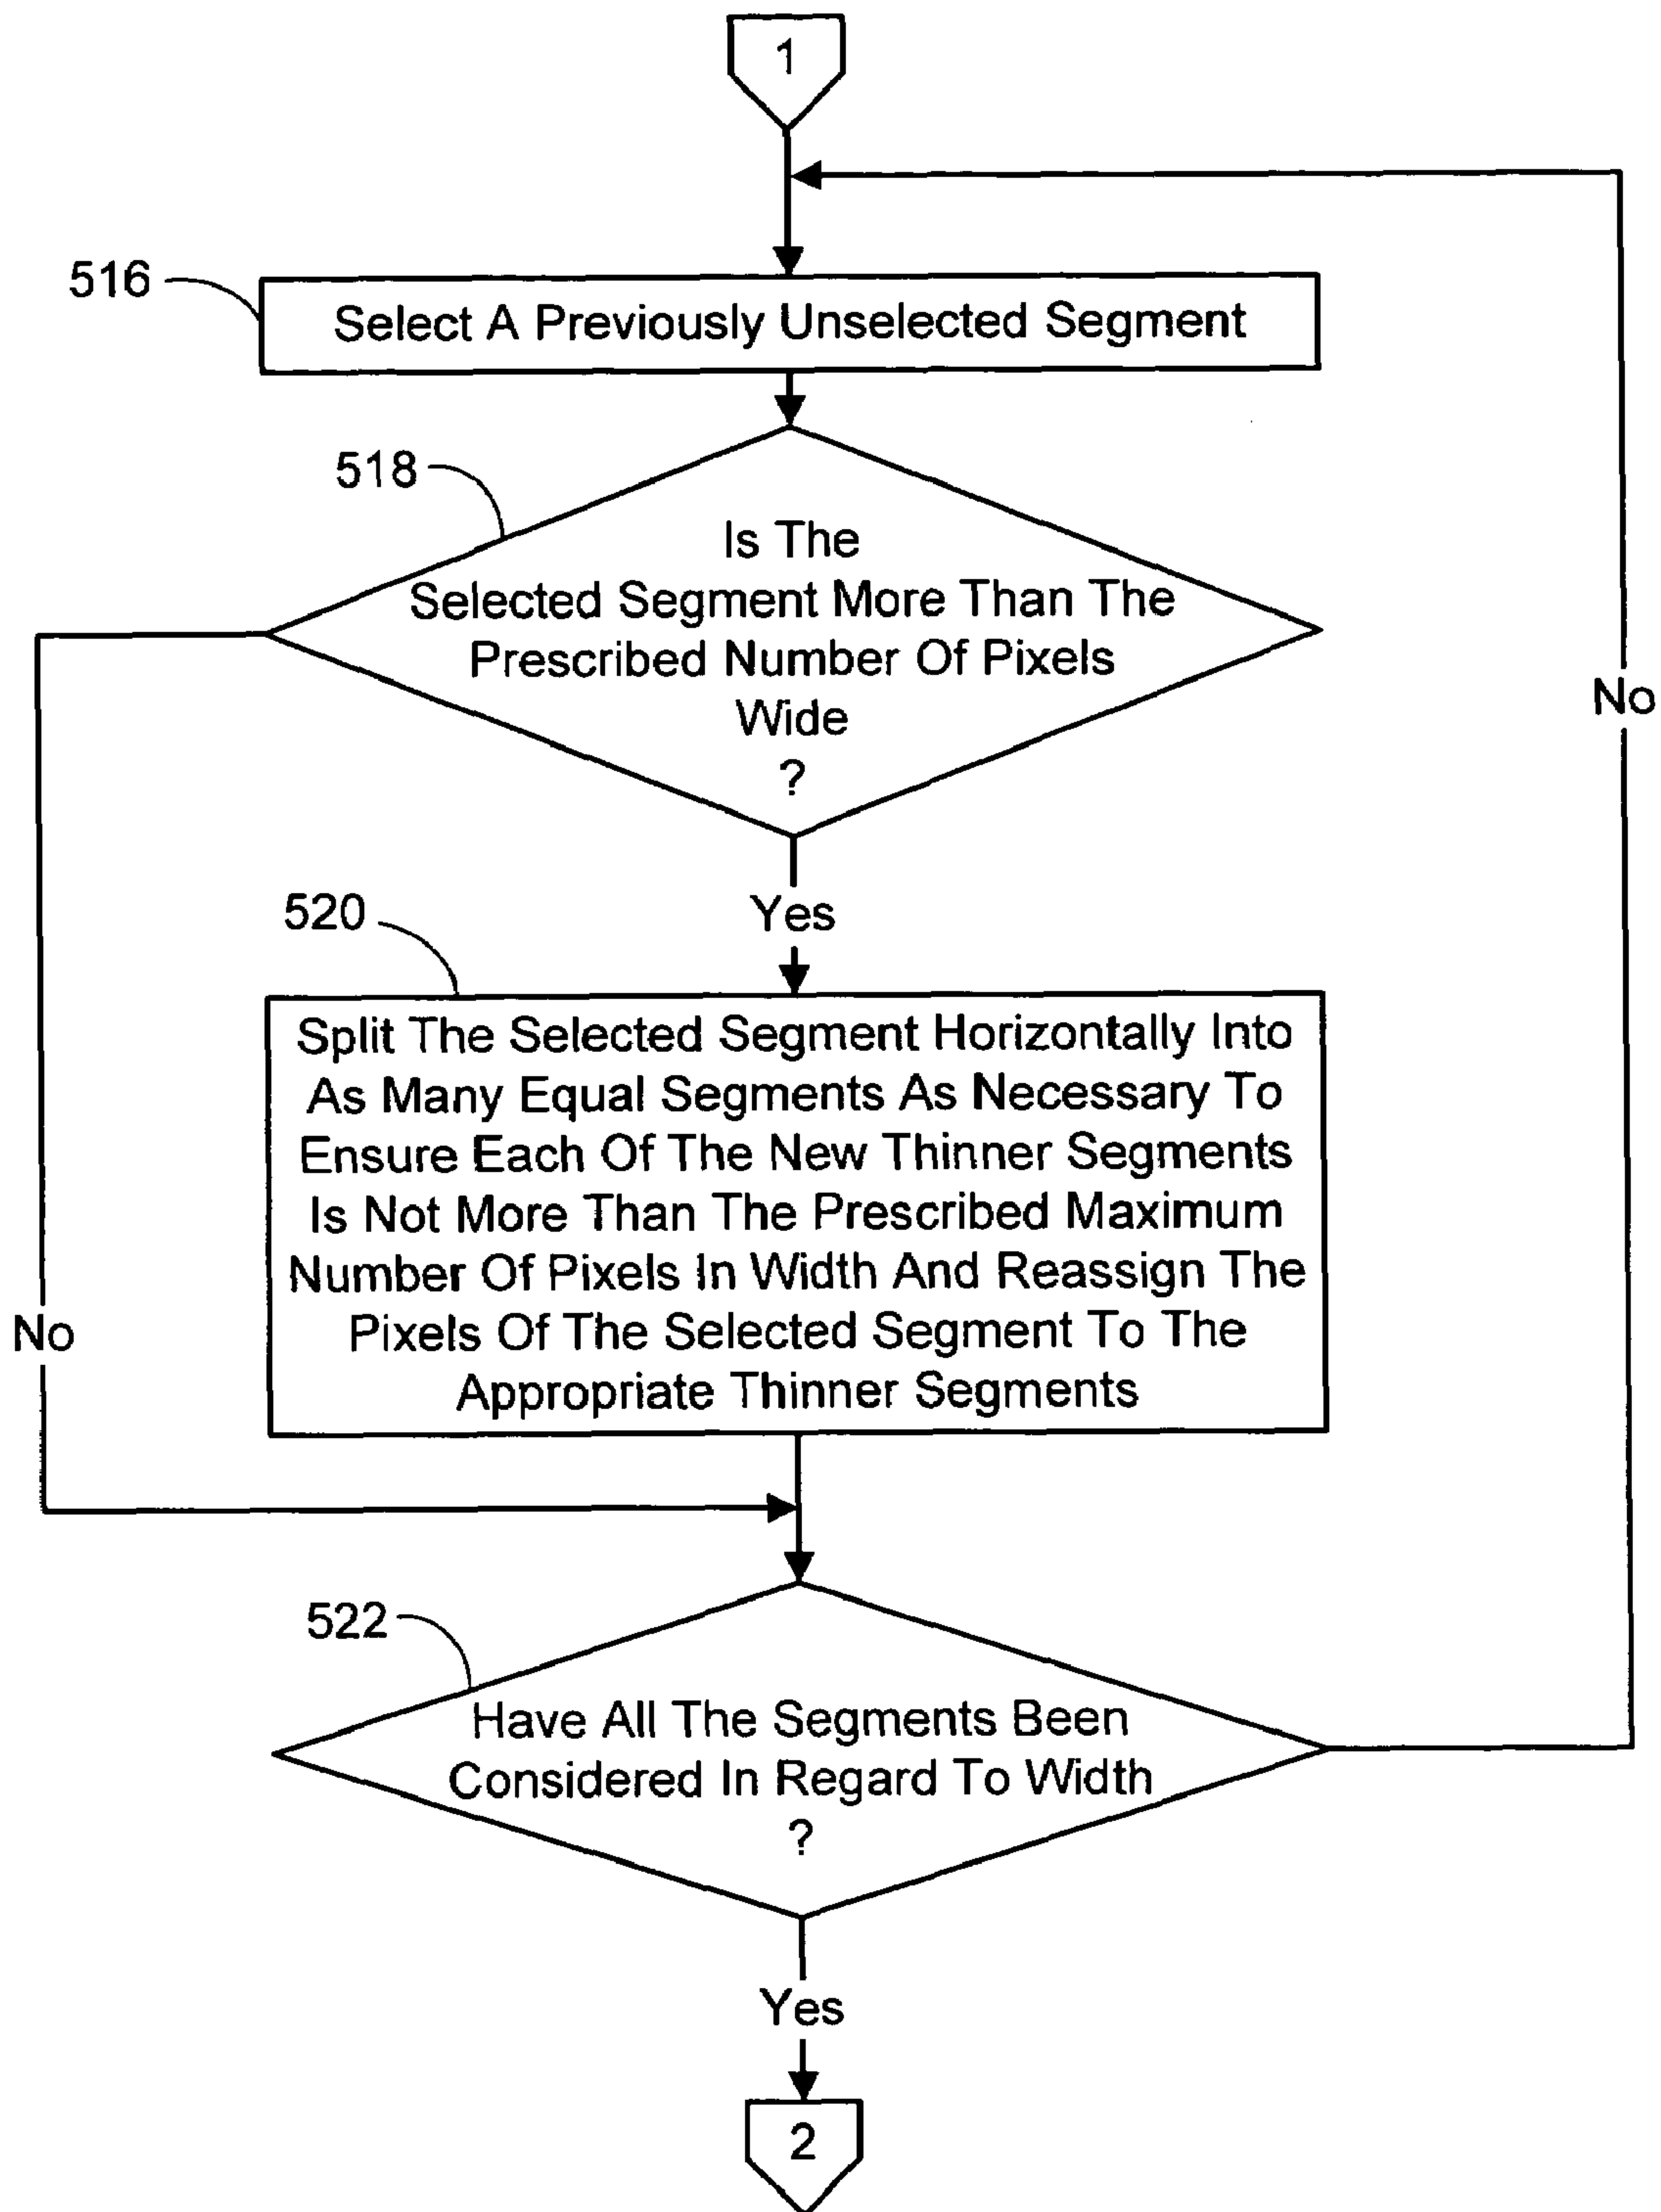 1
516
Select A Previously Unselected Segment
518
Is The
Selected Segment More Than The
Prescribed Number Of Pixels
Wide
?
No
Yes
520
Split The Selected Segment Horizontally Into
As Many Equal Segments As Necessary To
Ensure Each Of The New Thinner Segments
Is Not More Than The Prescribed Maximum
Number Of Pixels In Width And Reassign The
Pixels Of The Selected Segment To The
Appropriate Thinner Segments
No
522
Have All The Segments Been
Considered In Regard To Width
?
Yes
2